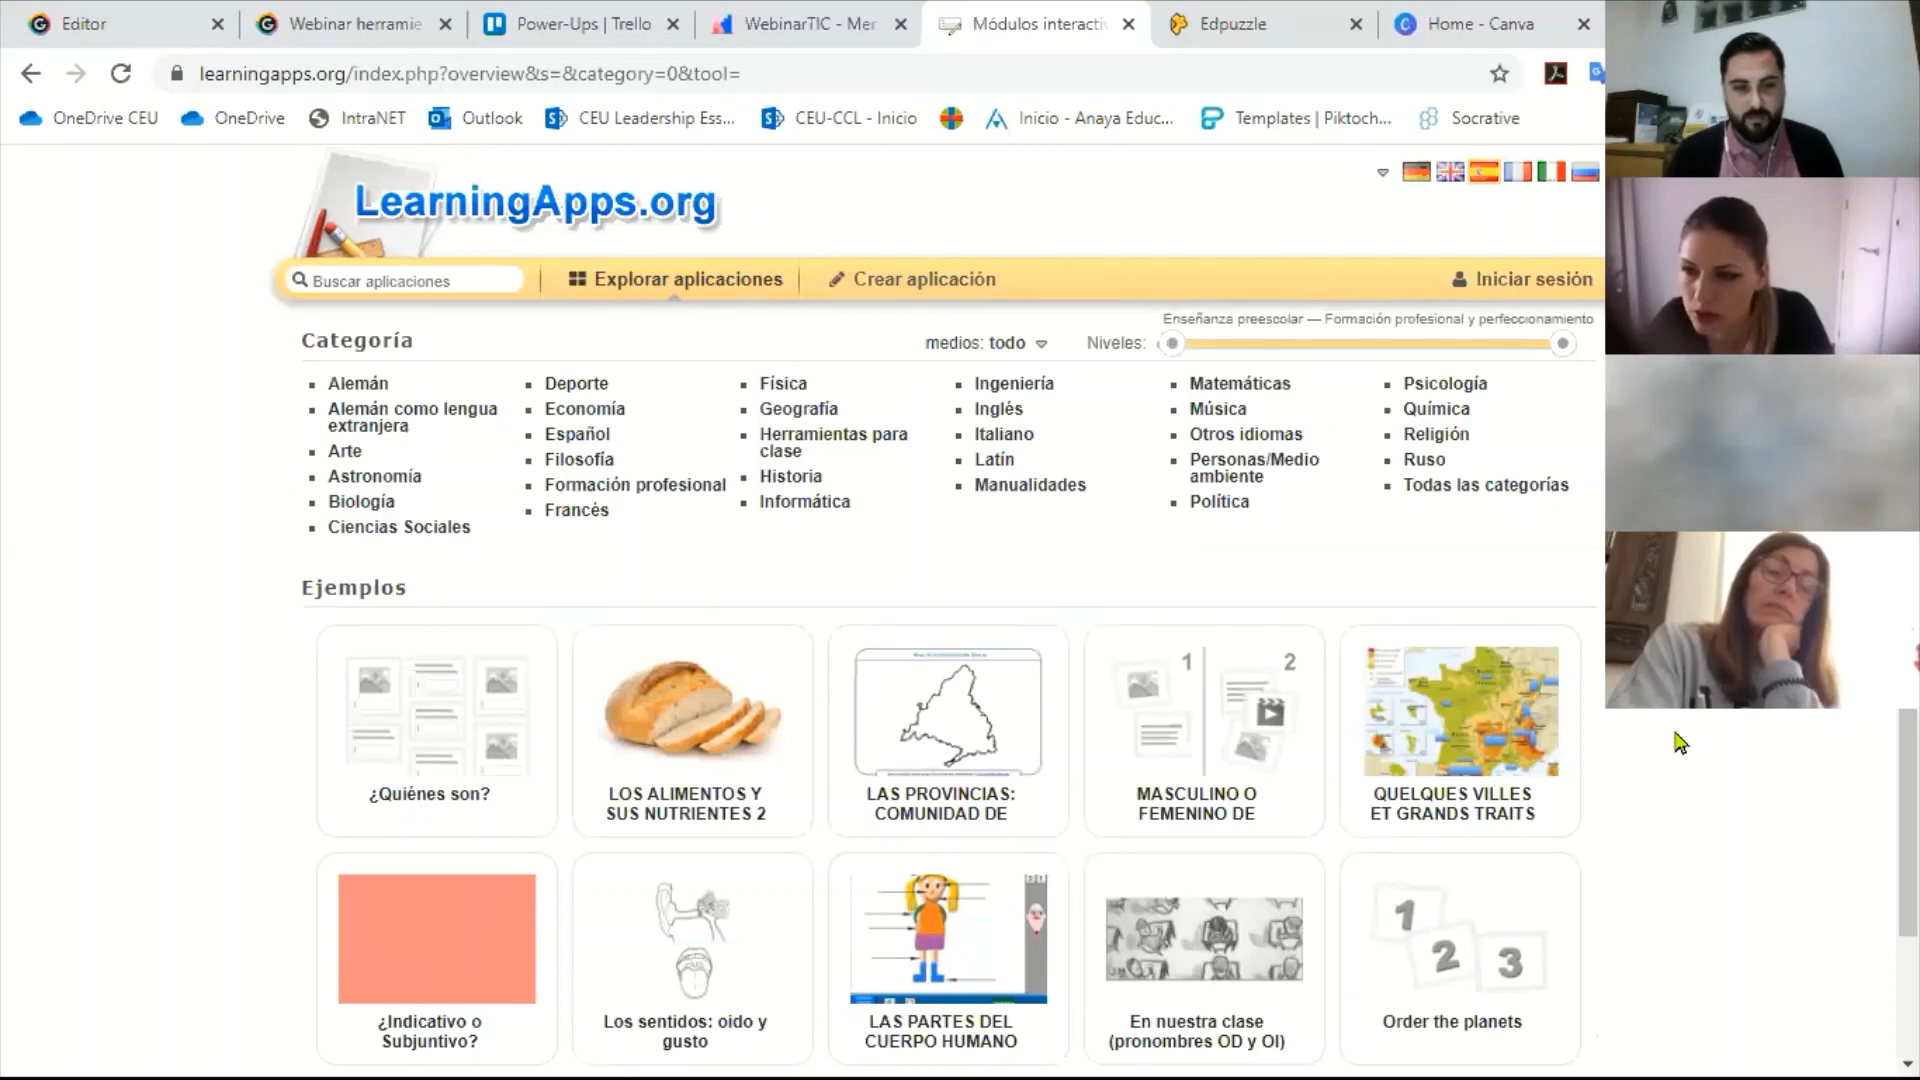 Editor
Webinar herramie
Power-Ups | Trello
WebinarTIC - Mer
Módulos interacti
Edpuzzle
Home - Canva
learningapps.org/index.php?overview&s=&category=0&tool=
OneDrive CEU
OneDrive
IntraNET
Outlook
CEU Leadership Ess...
CEU-CCL - Inicio
Inicio - Anaya Educ...
Templates | Piktoch...
Socrative
LearningApps.org
Buscar aplicaciones
Explorar aplicaciones
Crear aplicación
Iniciar sesión
Enseñanza preescolar — Formación profesional y perfeccionamiento
Categoría
medios: todo
Niveles:
Alemán
Alemán como lengua
extranjera
Arte
Astronomía
Biología
Ciencias Sociales
Deporte
Economía
Español
Filosofía
Formación profesional
Francés
Física
Geografía
Herramientas para
clase
Historia
Informática
Ingeniería
Inglés
Italiano
Latín
Manualidades
Matemáticas
Música
Otros idiomas
Personas/Medio
ambiente
Política
Psicología
Química
Religión
Ruso
Todas las categorías
Ejemplos
¿Quiénes son?
LOS ALIMENTOS Y
SUS NUTRIENTES 2
LAS PROVINCIAS:
COMUNIDAD DE
1
2
MASCULINO O
FEMENINO DE
QUELQUES VILLES
ET GRANDS TRAITS
¿Indicativo o
Subjuntivo?
Los sentidos: oido y
gusto
LAS PARTES DEL
CUERPO HUMANO
En nuestra clase
(pronombres OD y OI)
1
2
3
Order the planets